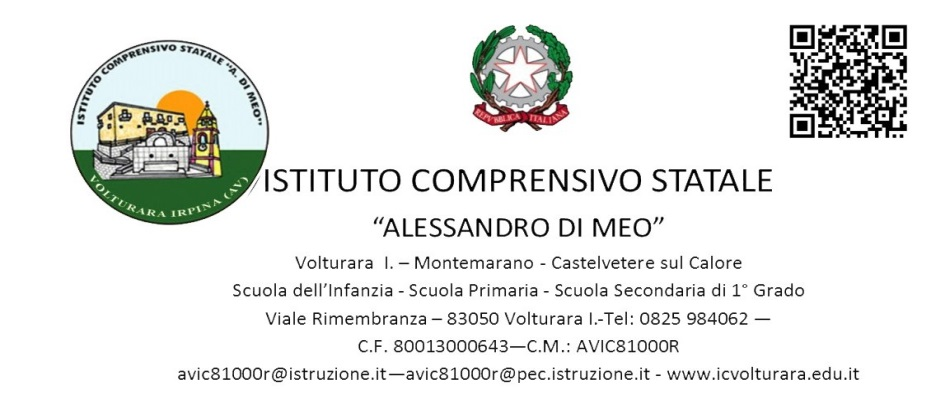 ISTITUTO COMPRENSIVO STATALE "A. DI MEO"
VOLTURARA IRPINA (AV)
REPVBBLICA ITALIANA
ISTITUTO COMPRENSIVO STATALE
“ALESSANDRO DI MEO”
Volturara I. – Montemarano - Castelvetere sul Calore
Scuola dell’Infanzia - Scuola Primaria - Scuola Secondaria di 1° Grado
Viale Rimembranza – 83050 Volturara I.-Tel: 0825 984062 —
C.F. 80013000643—C.M.: AVIC81000R
avic81000r@istruzione.it—avic81000r@pec.istruzione.it - www.icvolturara.edu.it